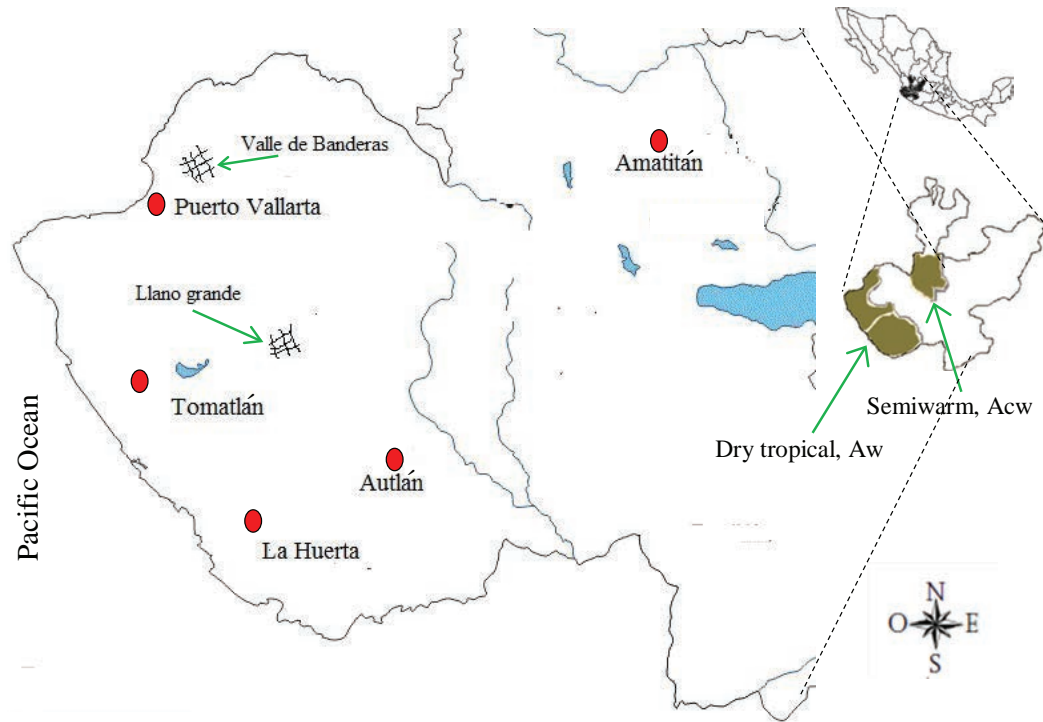 Valle de Banderas
Amatitán
Puerto Vallarta
Llano grande
Tomatlán
Semiwarm, Acw
Dry tropical, Aw
Autlán
Pacific Ocean
La Huerta
N
O E
S